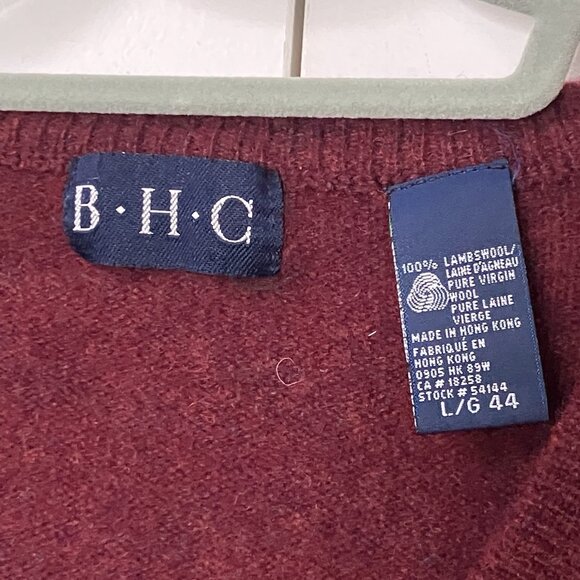 B · H · C
100% LAMBSWOOL/
LAINE D'AGNEAU
PURE VIRGIN
WOOL
PURE LAINE
VIERGE
MADE IN HONG KONG
FABRIQUÉ EN
HONG KONG
0905 HK 89W
CA # 18258
STOCK # 54144
L/G 44